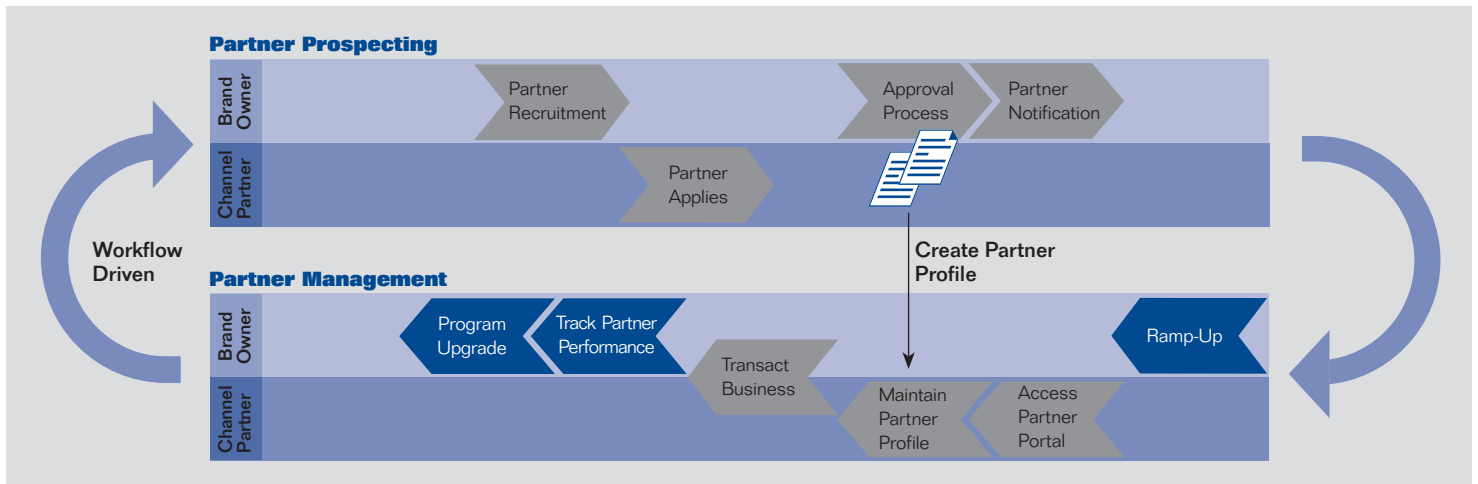 Partner Prospecting
Brand
Owner
Partner
Recruitment
Approval
Process
Partner
Notification
Channel
Partner
Partner
Applies
Workflow
Driven
Create Partner
Profile
Partner Management
Brand
Owner
Program
Upgrade
Track Partner
Performance
Ramp-Up
Transact
Business
Channel
Partner
Maintain
Partner
Profile
Access
Partner
Portal